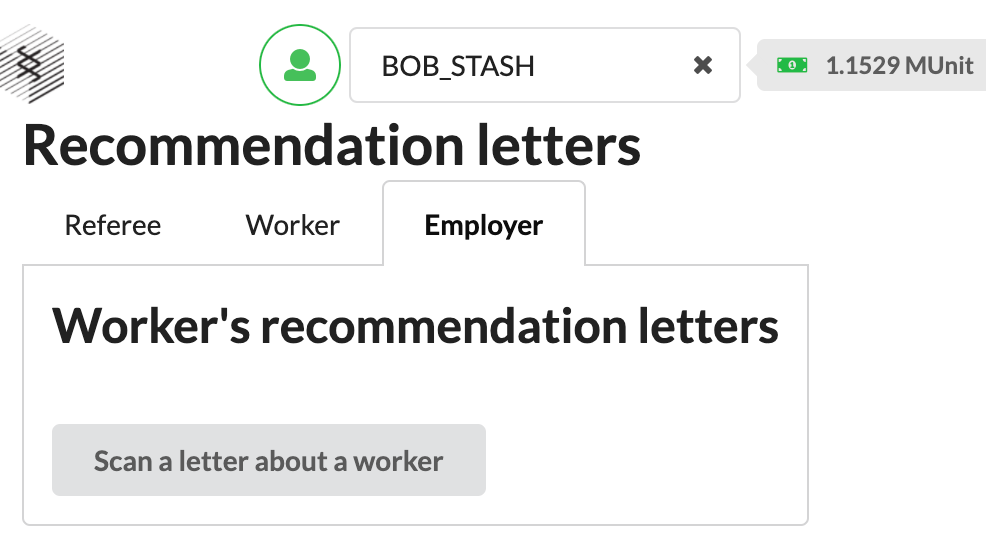 BOB_STASH
1.1529 MUnit
Recommendation letters
Referee
Worker
Employer
Worker's recommendation letters
Scan a letter about a worker